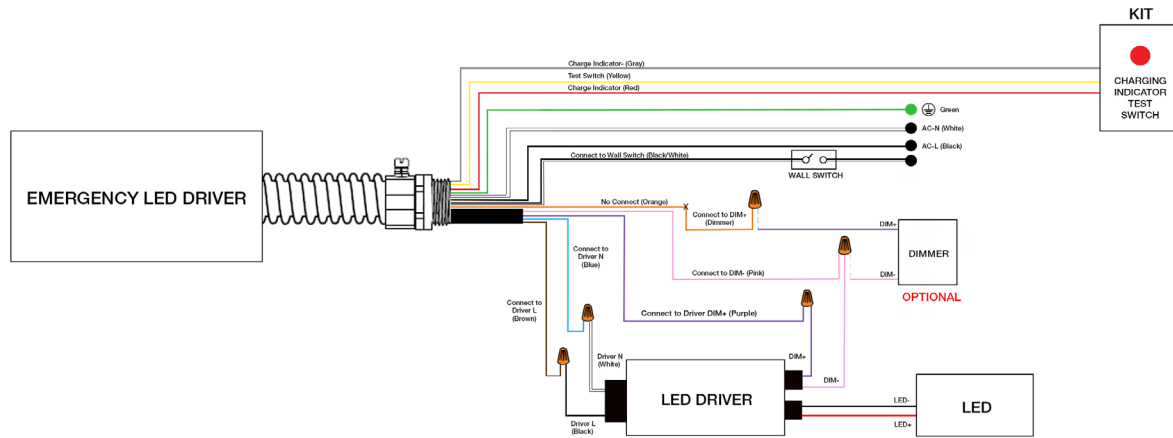 KIT
Charge Indicator- (Gray)
Test Switch (Yellow)
Charge Indicator (Red)
CHARGING
INDICATOR
TEST
SWITCH
Green
AC-N (White)
AC-L (Black)
Connect to Wall Switch (Black/White)
WALL SWITCH
EMERGENCY LED DRIVER
No Connect (Orange)
X
Connect to DIM+
(Dimmer)
DIM+
DIMMER
DIM-
OPTIONAL
Connect to
Driver N
(Blue)
Connect to DIM- (Pink)
Connect to
Driver L
(Brown)
Connect to Driver DIM+ (Purple)
Driver N
(White)
DIM+
DIM-
LED DRIVER
Driver L
(Black)
LED-
LED+
LED